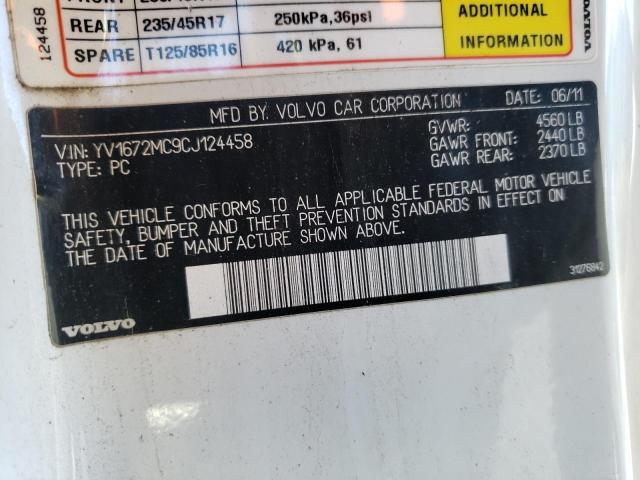 REAR 235/45R17 250kPa,36psi
SPARE T125/85R16 420 kPa, 61
ADDITIONAL
INFORMATION
124458
VOLVO
MFD BY. VOLVO CAR CORPORATION DATE: 06/11
VIN: YV1672MC9CJ124458
TYPE: PC
GVWR: 4560 LB
GAWR FRONT: 2440 LB
GAWR REAR: 2370 LB
THIS VEHICLE CONFORMS TO ALL APPLICABLE FEDERAL MOTOR VEHICLE
SAFETY, BUMPER AND THEFT PREVENTION STANDARDS IN EFFECT ON
THE DATE OF MANUFACTURE SHOWN ABOVE.
31276842
VOLVO